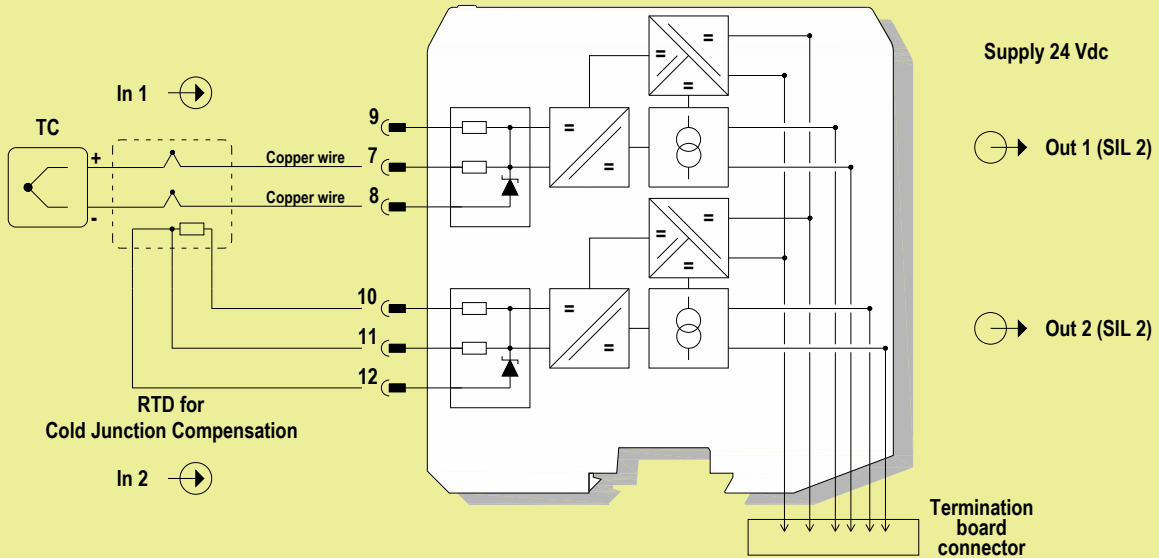 Supply 24 Vdc
In 1
TC
+
-
Copper wire
Copper wire
9
7
8
=
=
=
=
=
Out 1 (SIL 2)
10
11
12
=
=
=
=
=
Out 2 (SIL 2)
RTD for
Cold Junction Compensation
In 2
Termination
board
connector